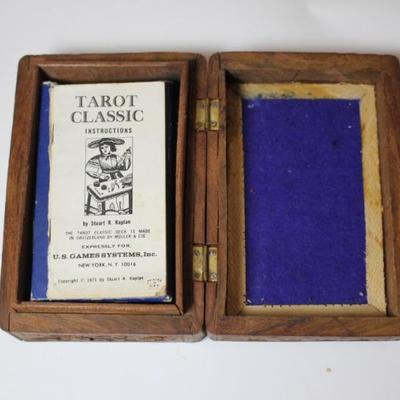 TAROT
CLASSIC
INSTRUCTIONS
by Stuart R. Kaplan
THE TAROT CLASSIC DECK IS MADE
IN SWITZERLAND BY MULLER & CIE
EXPRESSLY FOR
U.S. GAMES SYSTEMS, Inc.
NEW YORK, N.Y. 10016
Copyright © by Stuart R. Kaplan